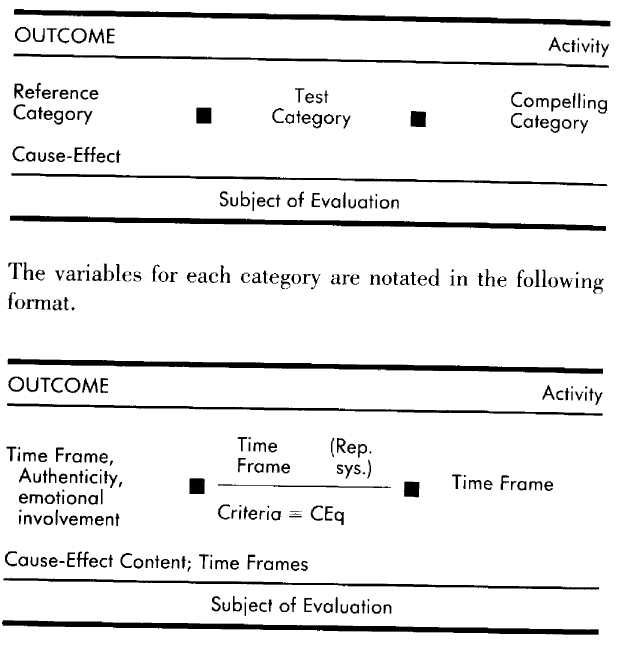 OUTCOME
Activity
Reference Category ■ Test Category ■ Compelling Category
Cause-Effect
Subject of Evaluation
The variables for each category are notated in the following
format.
OUTCOME
Activity
Time Frame, Authenticity, emotional involvement ■ Time Frame (Rep. sys.) ■ Time Frame
Criteria ≡ CEq
Cause-Effect Content; Time Frames
Subject of Evaluation